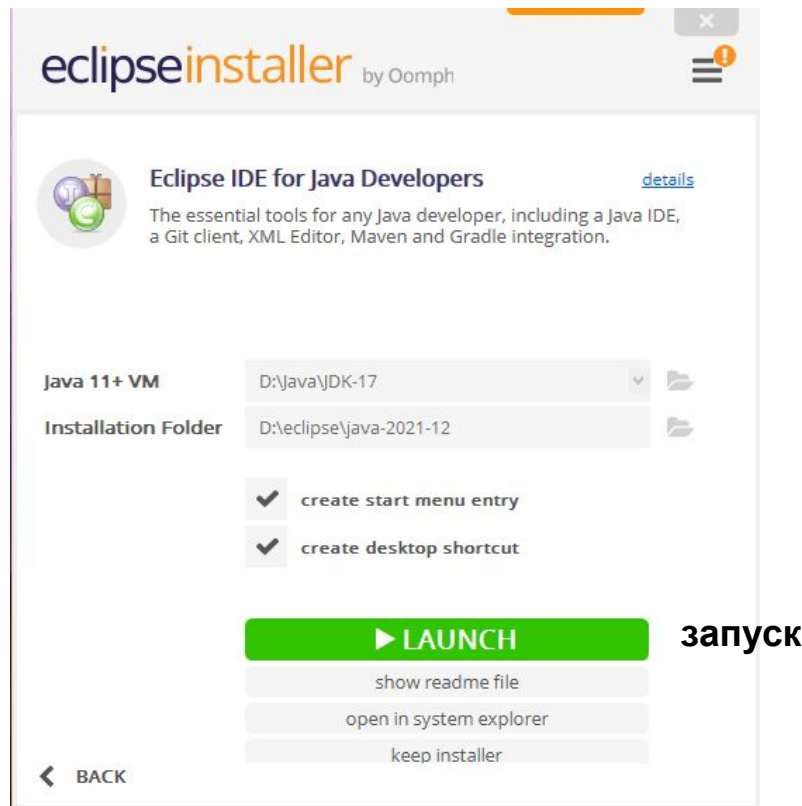 eclipseinstaller by Oomph
Eclipse IDE for Java Developers details
The essential tools for any Java developer, including a Java IDE,
a Git client, XML Editor, Maven and Gradle integration.
Java 11+ VM D:\Java\JDK-17
Installation Folder D:\eclipse\java-2021-12
create start menu entry
create desktop shortcut
LAUNCH запуск
show readme file
open in system explorer
keep installer
BACK